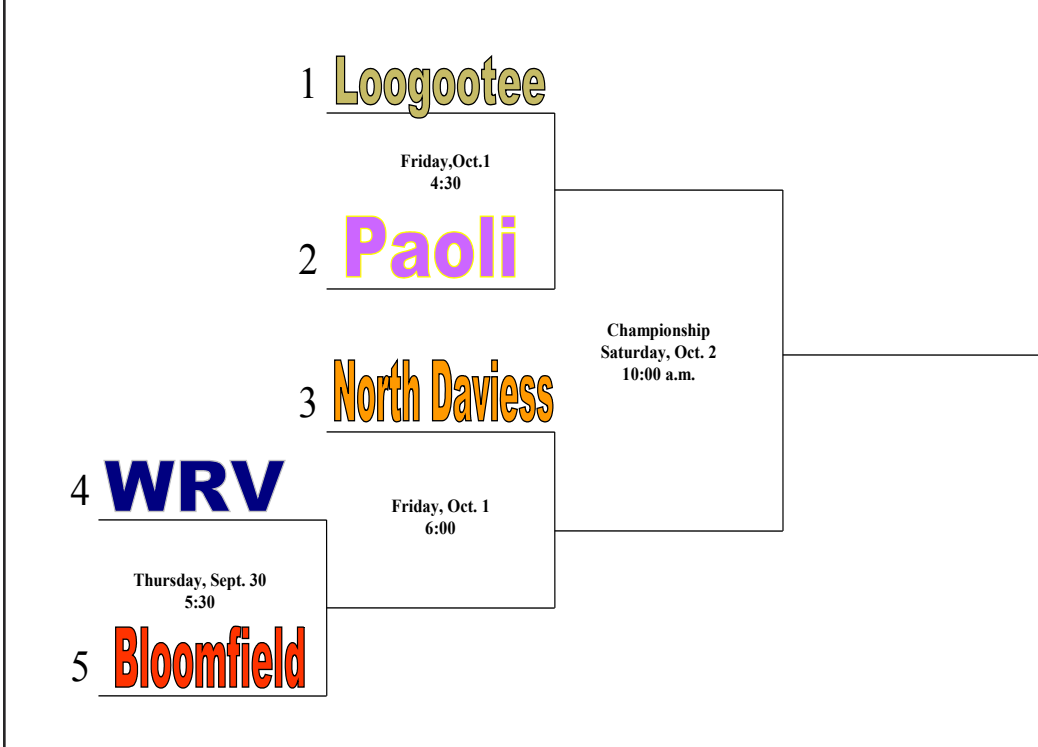 1 Loogootee
Friday,Oct.1
4:30
2 Paoli
Championship
Saturday, Oct. 2
10:00 a.m.
3 North Daviess
4 WRV
Friday, Oct. 1
6:00
Thursday, Sept. 30
5:30
5 Bloomfield